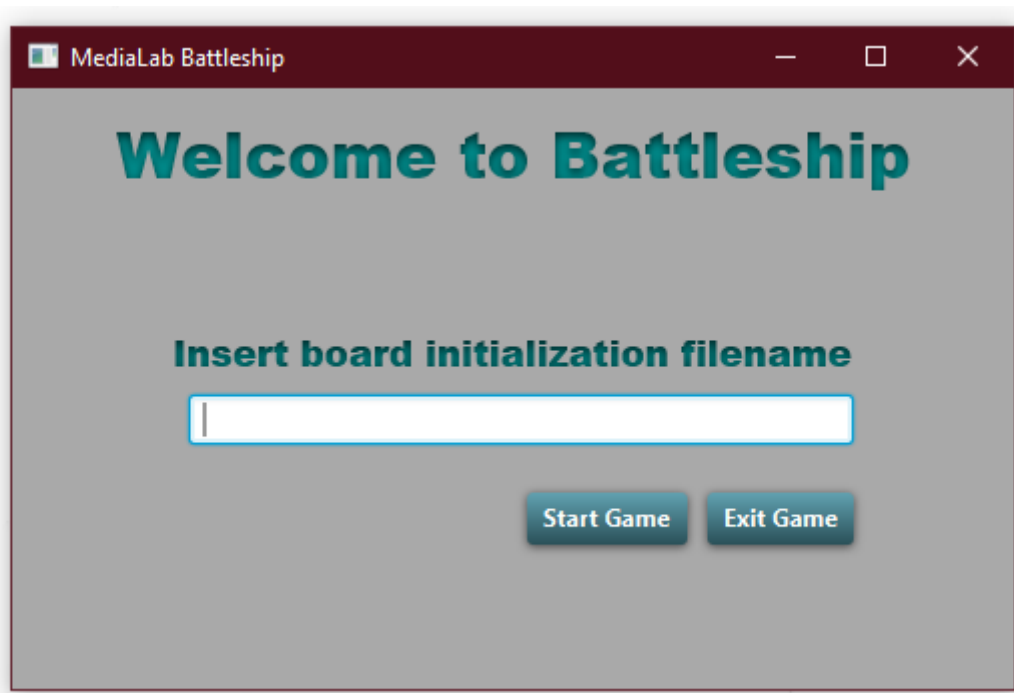 MediaLab Battleship
Welcome to Battleship
Insert board initialization filename
Start Game Exit Game